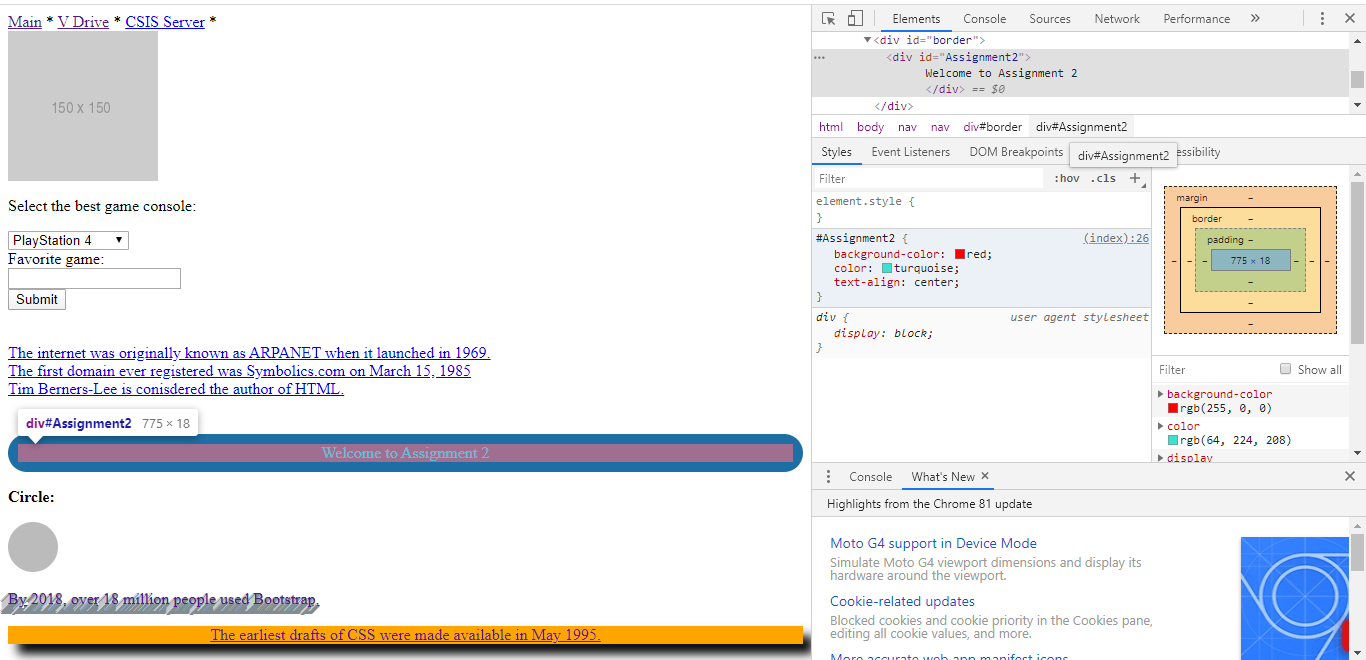 Main * V Drive * CSIS Server *
150 x 150
Select the best game console:
PlayStation 4
Favorite game:
Submit
The internet was originally known as ARPANET when it launched in 1969.
The first domain ever registered was Symbolics.com on March 15, 1985
Tim Berners-Lee is conisdered the author of HTML.
div#Assignment2 775 × 18
Welcome to Assignment 2
Circle:
By 2018, over 18 million people used Bootstrap.
The earliest drafts of CSS were made available in May 1995.
Elements Console Sources Network Performance »
▼<div id="border">
<div id="Assignment2">
Welcome to Assignment 2
</div> == $0
</div>
html body nav nav div#border div#Assignment2
Styles Event Listeners DOM Breakpoints essibility
div#Assignment2
Filter :hov .cls +
element.style {
}
#Assignment2 { (index):26
background-color: red;
color: turquoise;
text-align: center;
}
div { user agent stylesheet
display: block;
}
margin –
border –
padding –
– – – 775 × 18 – – –
–
–
–
Filter Show all
background-color
rgb(255, 0, 0)
color
rgb(64, 224, 208)
display
Console What's New ×
Highlights from the Chrome 81 update
Moto G4 support in Device Mode
Simulate Moto G4 viewport dimensions and display its
hardware around the viewport.
Cookie-related updates
Blocked cookies and cookie priority in the Cookies pane,
editing all cookie values, and more.
More accurate web app manifest icons